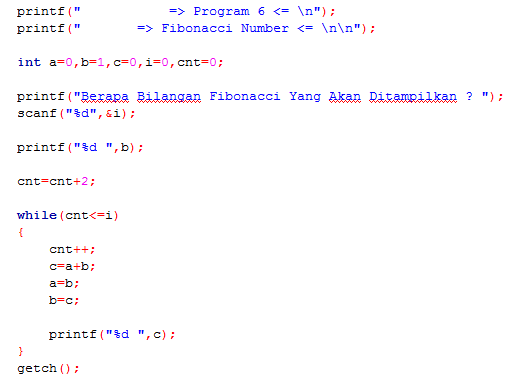 printf("           => Program 6 <= \n");
printf("       => Fibonacci Number <= \n\n");
int a=0,b=1,c=0,i=0,cnt=0;
printf("Berapa Bilangan Fibonacci Yang Akan Ditampilkan ? ");
scanf("%d",&i);
printf("%d ",b);
cnt=cnt+2;
while(cnt<=i)
{
    cnt++;
    c=a+b;
    a=b;
    b=c;
    printf("%d ",c);
}
getch();